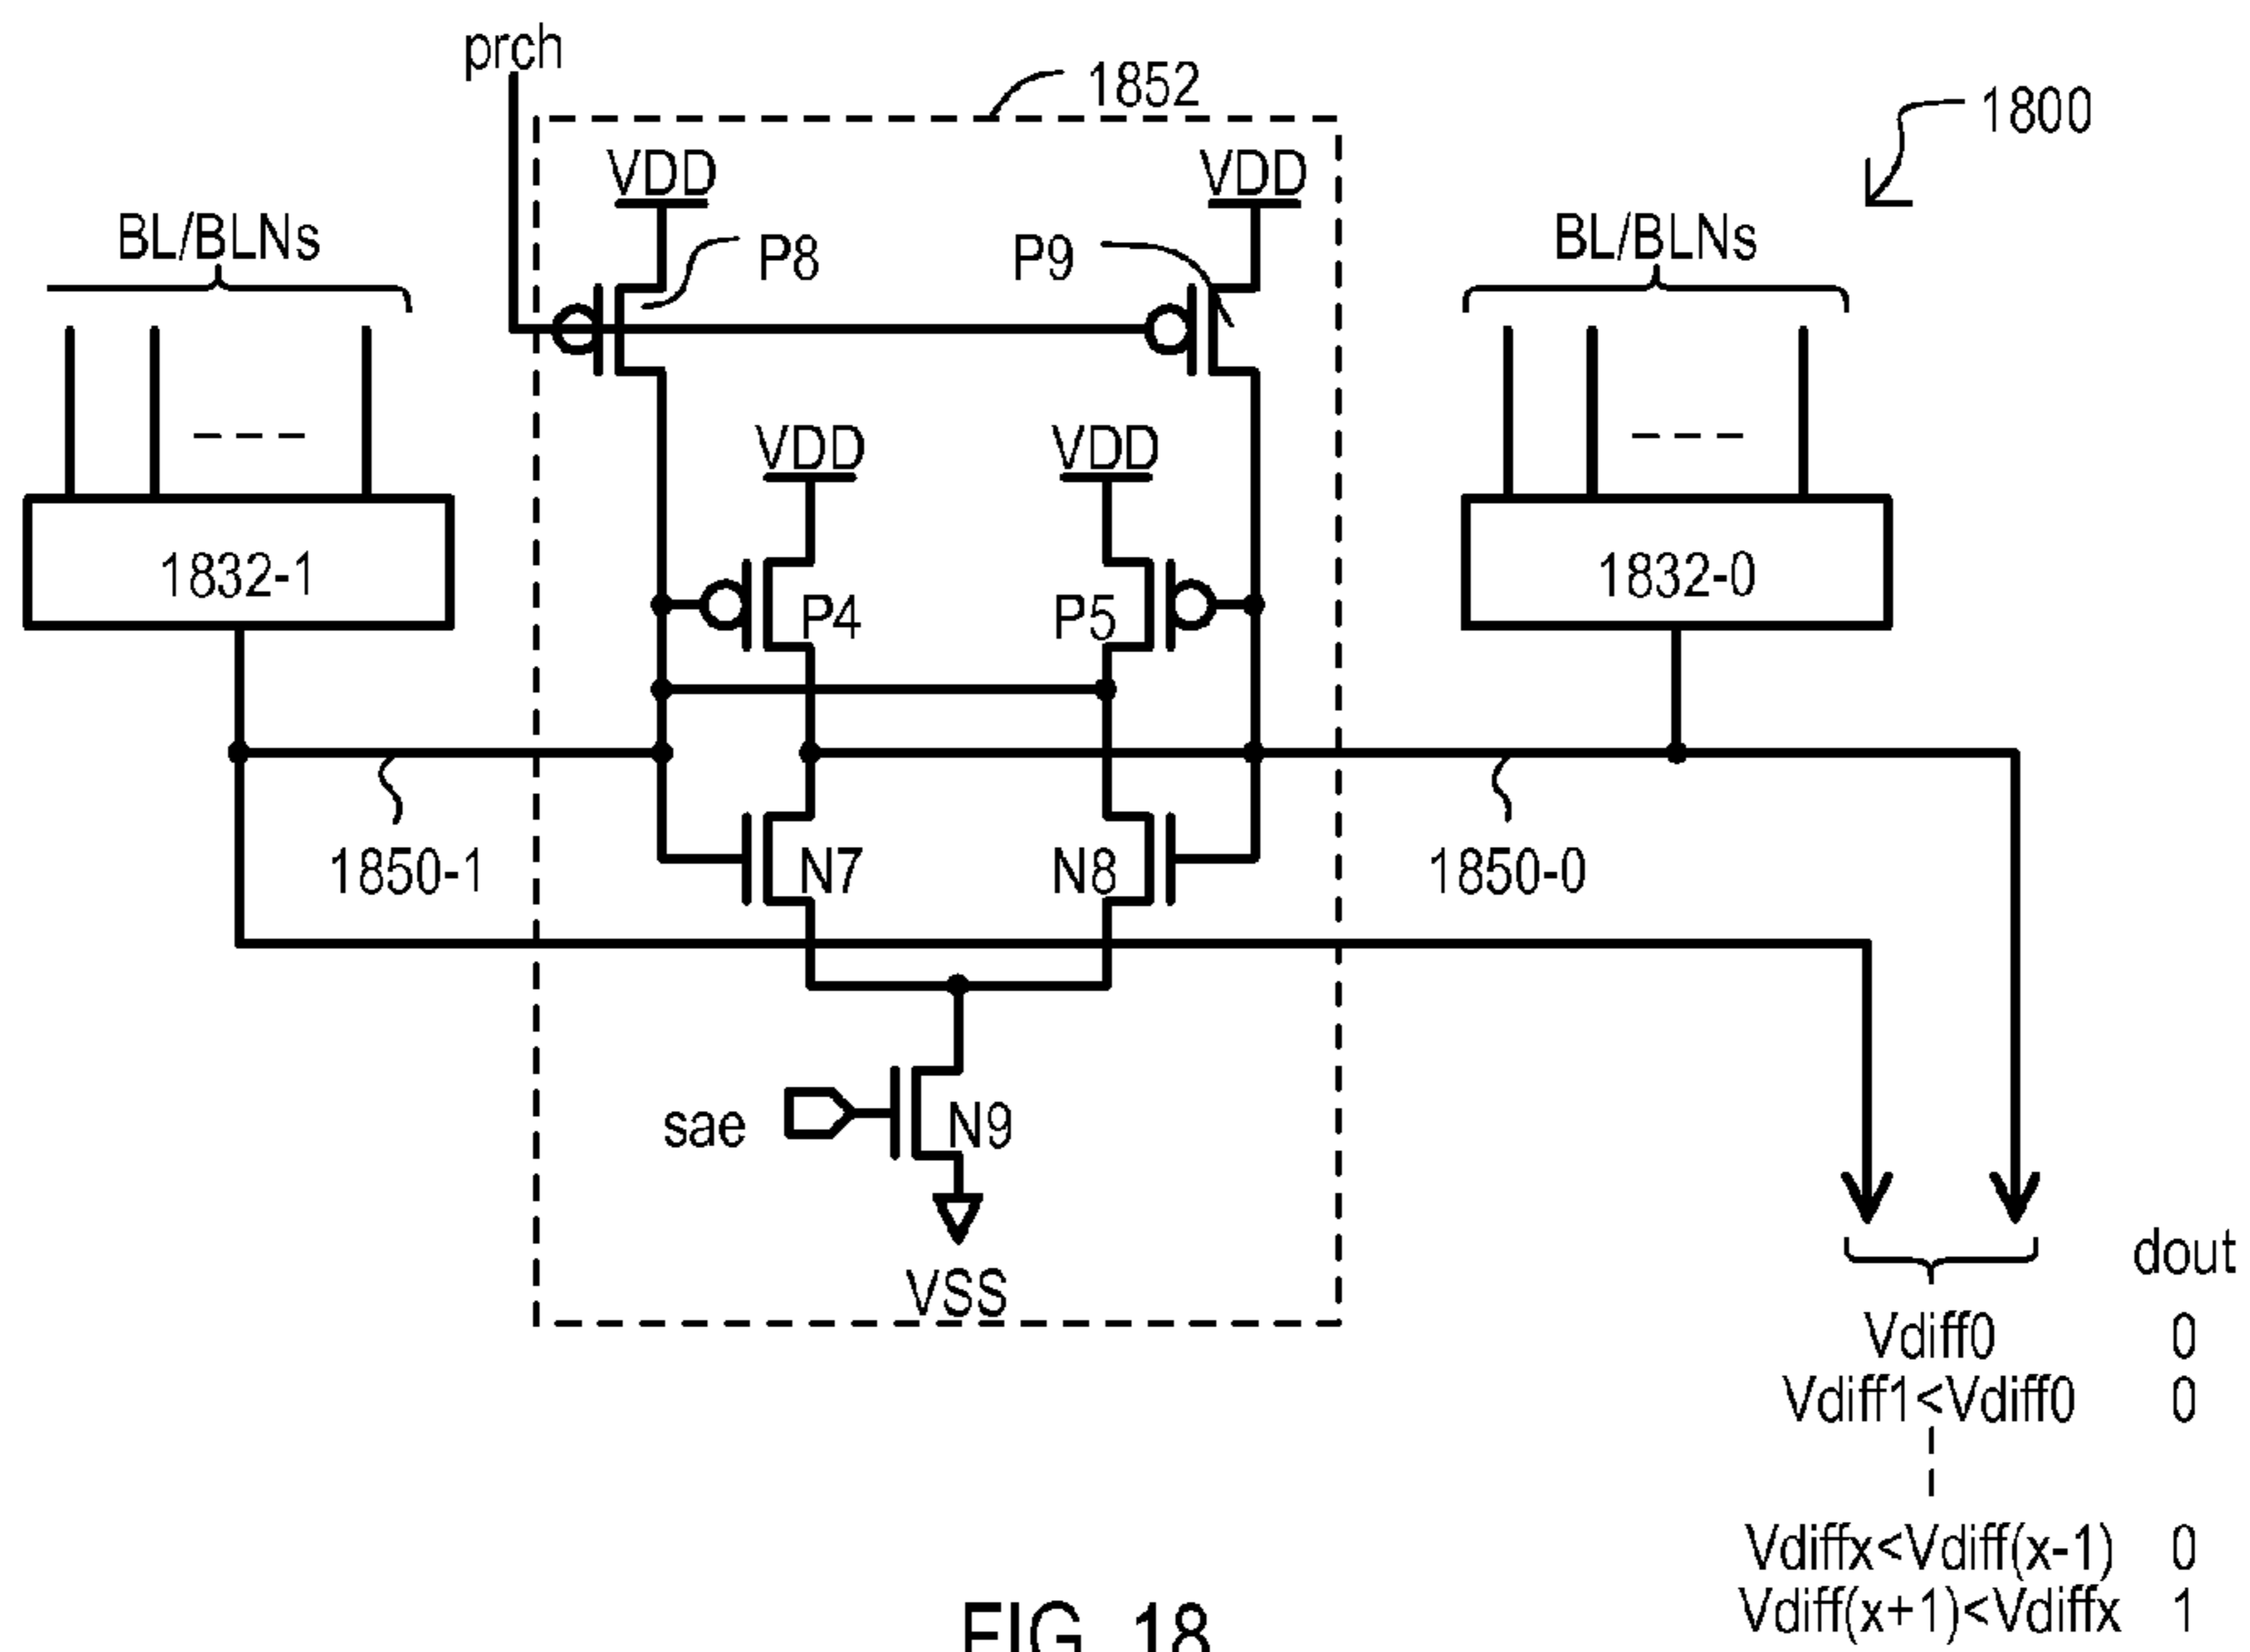 prch
1852
1800
VDD
VDD
BL/BLNs
P8
P9
BL/BLNs
VDD
VDD
1832-1
P4
P5
1832-0
1850-1
N7
N8
1850-0
sae
N9
VSS
dout
Vdiff0 0
Vdiff1<Vdiff0 0
Vdiffx<Vdiff(x-1) 0
Vdiff(x+1)<Vdiffx 1
FIG. 18